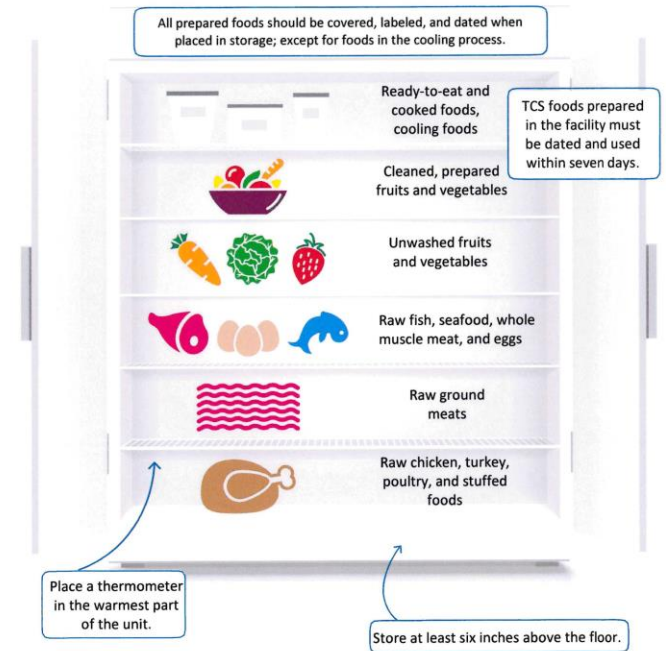 All prepared foods should be covered, labeled, and dated when
placed in storage; except for foods in the cooling process.
Ready-to-eat and
cooked foods,
cooling foods
TCS foods prepared
in the facility must
be dated and used
within seven days.
Cleaned, prepared
fruits and vegetables
Unwashed fruits
and vegetables
Raw fish, seafood, whole
muscle meat, and eggs
Raw ground
meats
Raw chicken, turkey,
poultry, and stuffed
foods
Place a thermometer
in the warmest part
of the unit.
Store at least six inches above the floor.